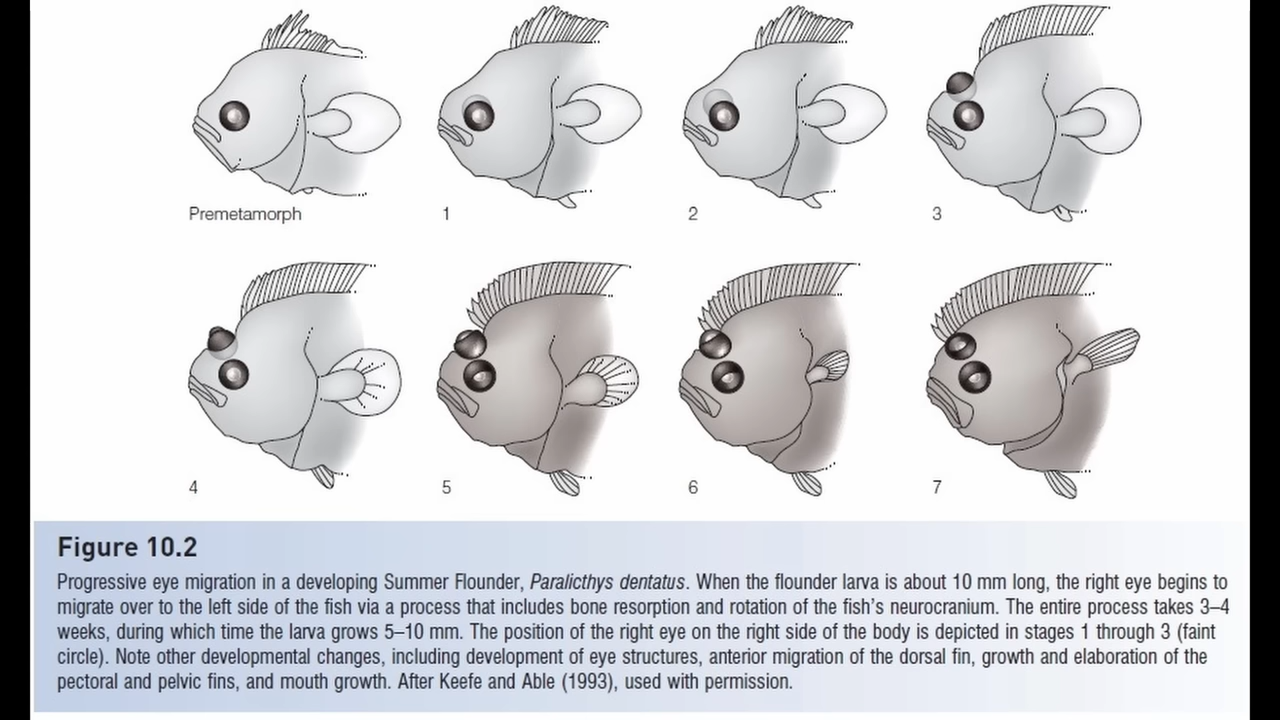 Premetamorph
1
2
3
4
5
6
7
Figure 10.2
Progressive eye migration in a developing Summer Flounder, Paralicthys dentatus. When the flounder larva is about 10 mm long, the right eye begins to
migrate over to the left side of the fish via a process that includes bone resorption and rotation of the fish's neurocranium. The entire process takes 3–4
weeks, during which time the larva grows 5–10 mm. The position of the right eye on the right side of the body is depicted in stages 1 through 3 (faint
circle). Note other developmental changes, including development of eye structures, anterior migration of the dorsal fin, growth and elaboration of the
pectoral and pelvic fins, and mouth growth. After Keefe and Able (1993), used with permission.